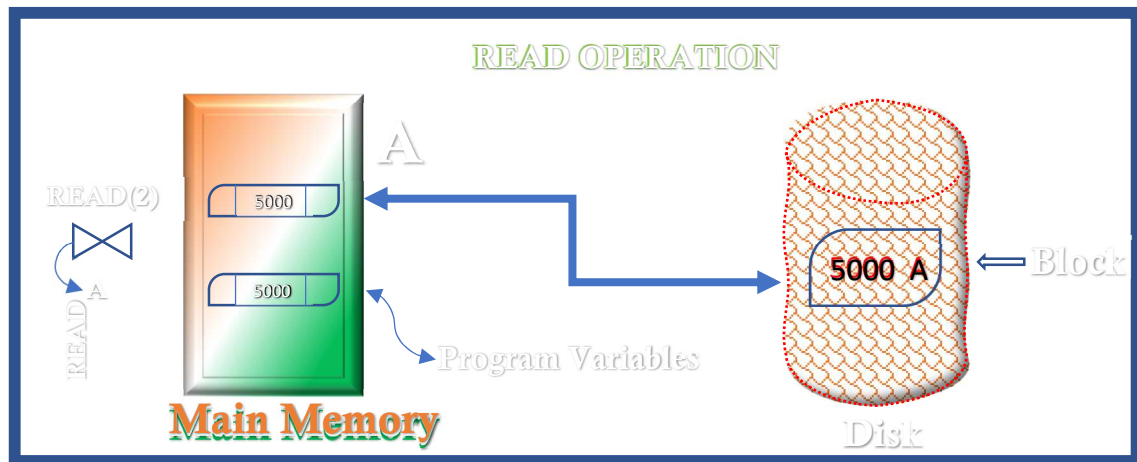 READ OPERATION
A
READ(2)
5000
5000
READ
A
Program Variables
Main Memory
5000 A
Block
Disk